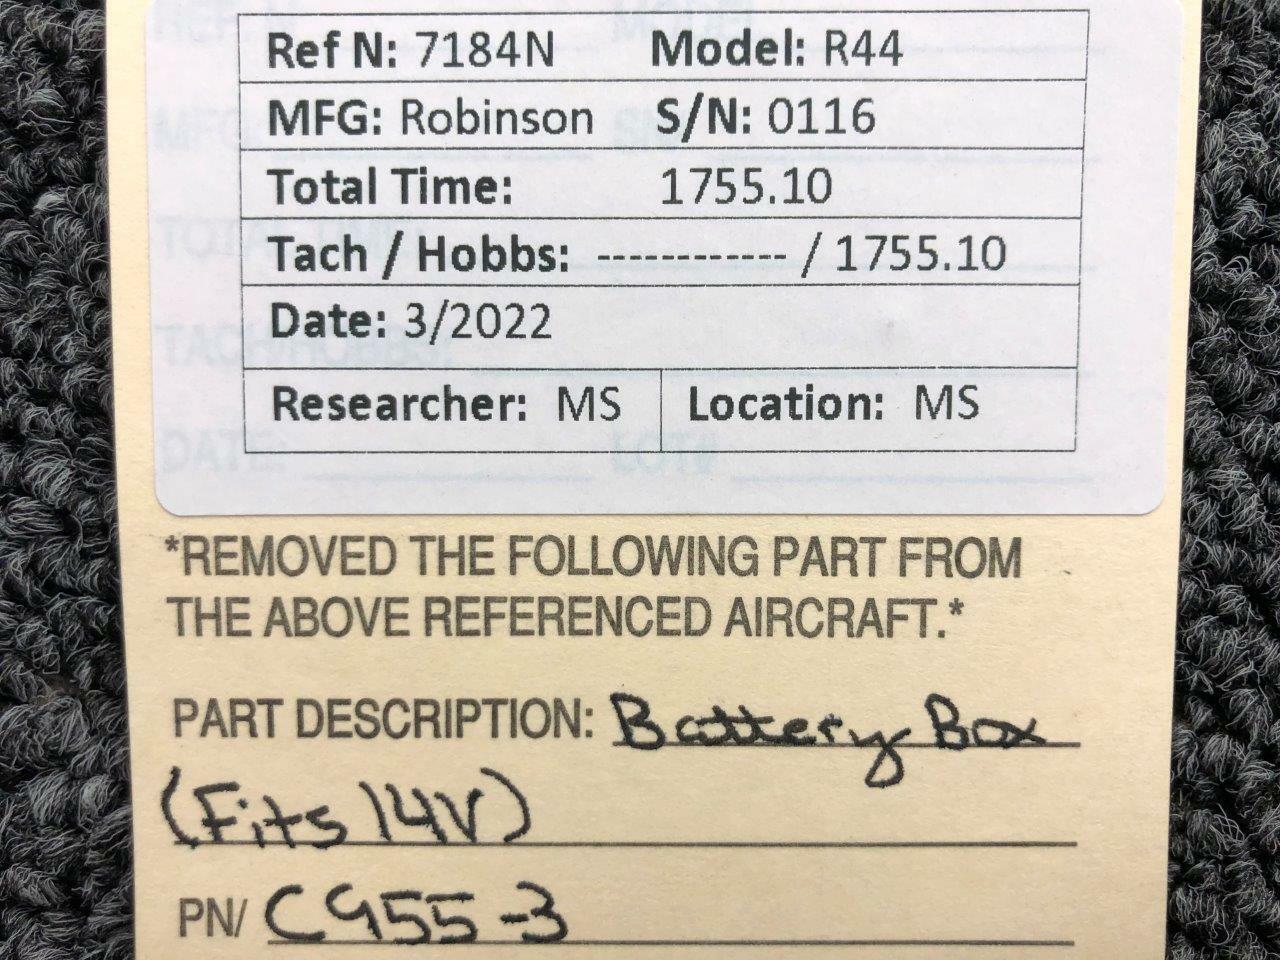 Ref N: 7184N Model: R44
MFG: Robinson S/N: 0116
Total Time: 1755.10
Tach / Hobbs: ------------ / 1755.10
Date: 3/2022
Researcher: MS Location: MS
*REMOVED THE FOLLOWING PART FROM
THE ABOVE REFERENCED AIRCRAFT.*
PART DESCRIPTION: Battery Box
(Fits 14V)
PN/ C955-3